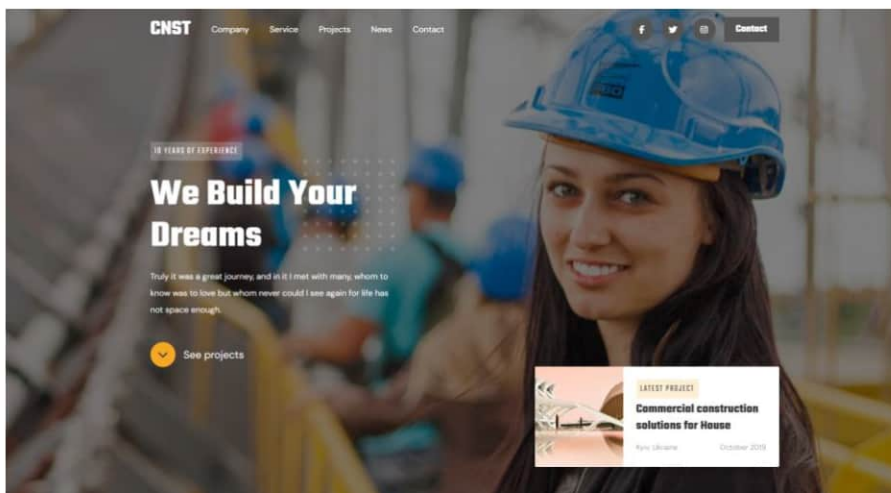 CNST
Company Service Projects News Contact
Contact
10 YEARS OF EXPERIENCE
We Build Your
Dreams
Truly it was a great journey, and in it I met with many, whom to
know was to love but whom never could I see again for life has
not space enough.
See projects
LATEST PROJECT
Commercial construction
solutions for House
Kyiv, Ukraine October 2019